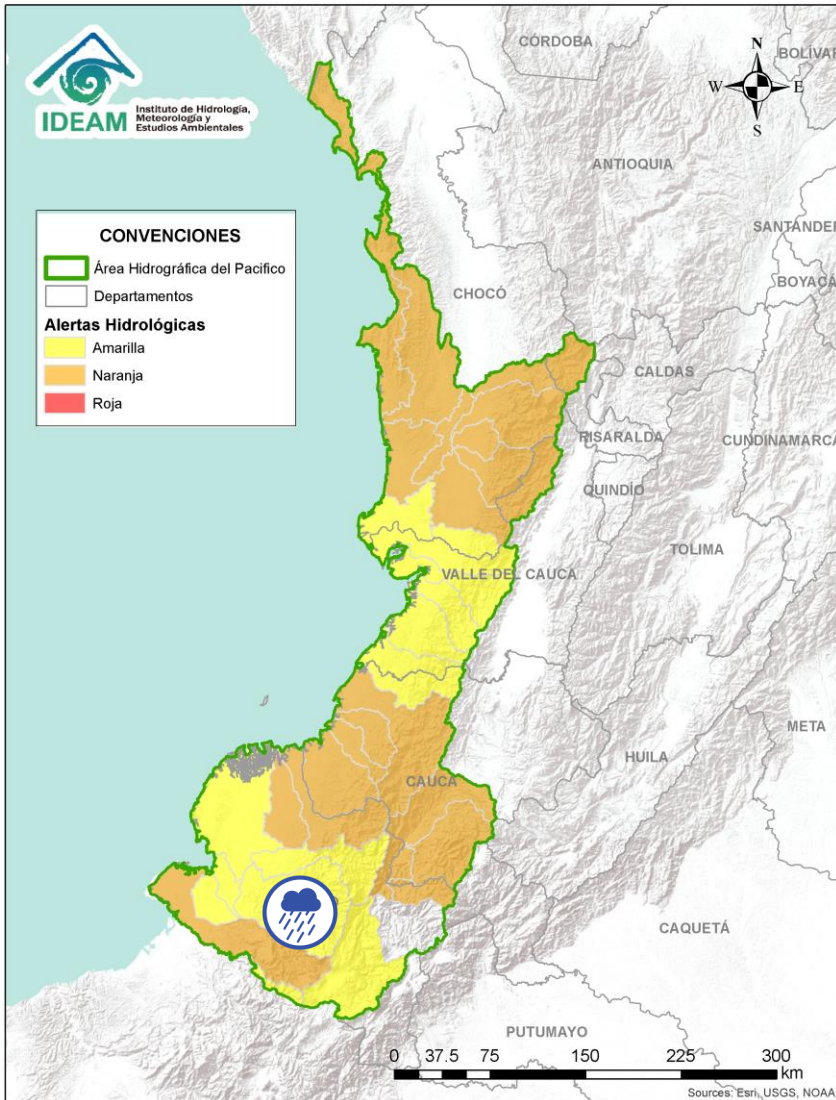 IDEAM
Instituto de Hidrología,
Meteorología y
Estudios Ambientales
N
W
E
S
CONVENCIONES
Área Hidrográfica del Pacifico
Departamentos
Alertas Hidrológicas
Amarilla
Naranja
Roja
CÓRDOBA
BOLÍVAR
ANTIOQUIA
SANTANDER
BOYACÁ
CHOCÓ
CALDAS
RISARALDA
CUNDINAMARCA
QUINDÍO
TOLIMA
VALLE DEL CAUCA
META
HUILA
CAUCA
CAQUETÁ
PUTUMAYO
0 37.5 75 150 225 300
km
Sources: Esri, USGS, NOAA